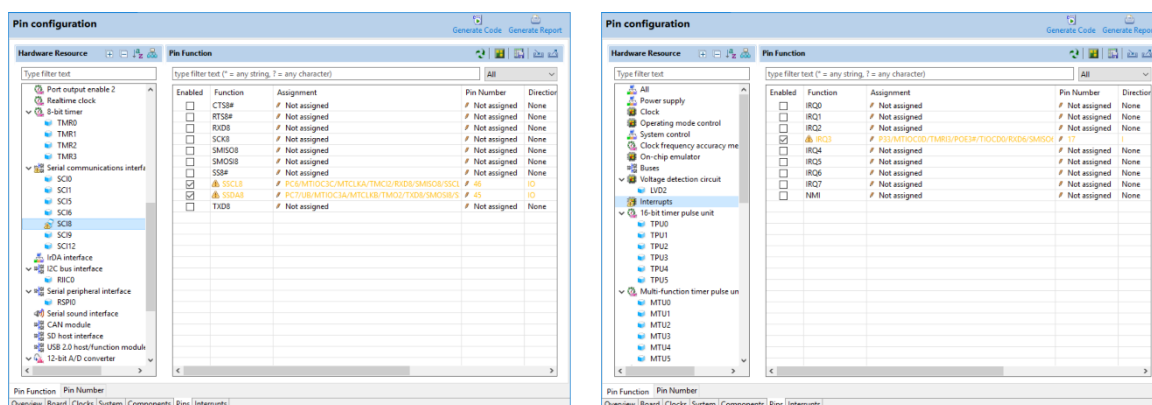 Pin configuration
Generate Code Generate Report
Hardware Resource
Pin Function
Type filter text
type filter text (* = any string, ? = any character)
All
Enabled Function Assignment Pin Number Direction
Port output enable 2
Realtime clock
8-bit timer
TMR0
TMR1
TMR2
TMR3
Serial communications interfa
SCI0
SCI1
SCI5
SCI6
SCI8
SCI9
SCI12
IrDA interface
I2C bus interface
RIIC0
Serial peripheral interface
RSPI0
Serial sound interface
CAN module
SD host interface
USB 2.0 host/function module
12-bit A/D converter
CTS8# Not assigned Not assigned None
RTS8# Not assigned Not assigned None
RXD8 Not assigned Not assigned None
SCK8 Not assigned Not assigned None
SMISO8 Not assigned Not assigned None
SMOSI8 Not assigned Not assigned None
SS8# Not assigned Not assigned None
SSCL8 PC6/MTIOC3C/MTCLKA/TMCI2/RXD8/SMISO8/SSCL 46 IO
SSDA8 PC7/UB/MTIOC3A/MTCLKB/TMO2/TXD8/SMOSI8/S 45 IO
TXD8 Not assigned Not assigned None
Pin Function Pin Number
Overview Board Clocks System Components Pins Interrupts
Pin configuration
Generate Code Generate Repor
Hardware Resource
Pin Function
Type filter text
type filter text (* = any string, ? = any character)
All
Enabled Function Assignment Pin Number Direction
All
Power supply
Clock
Operating mode control
System control
Clock frequency accuracy me
On-chip emulator
Buses
Voltage detection circuit
LVD2
Interrupts
16-bit timer pulse unit
TPU0
TPU1
TPU2
TPU3
TPU4
TPU5
Multi-function timer pulse un
MTU0
MTU1
MTU2
MTU3
MTU4
MTU5
IRQ0 Not assigned Not assigned None
IRQ1 Not assigned Not assigned None
IRQ2 Not assigned Not assigned None
IRQ3 P33/MTIOC0D/TMRI3/POE3#/TIOCD0/RXD6/SMISO6 17 I
IRQ4 Not assigned Not assigned None
IRQ5 Not assigned Not assigned None
IRQ6 Not assigned Not assigned None
IRQ7 Not assigned Not assigned None
NMI Not assigned Not assigned None
Pin Function Pin Number
Overview Board Clocks System Components Pins Interrupts